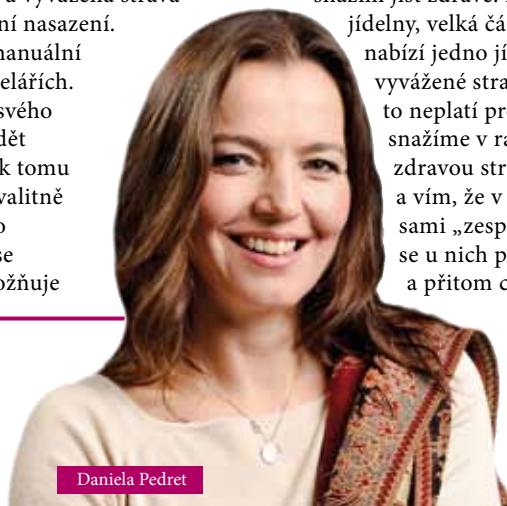 a vyvážená strava
ní nasazení.
manuální
elářích.
svého
dět
k tomu
valitně
o
se
ožňuje
snažím jíst zdravě.
jídelny, velká čá
nabízí jedno jí
vyvážené stra
to neplatí pr
snažíme v ra
zdravou str
a vím, že v
sami „zesp
se u nich p
a přitom c
Daniela Pedret